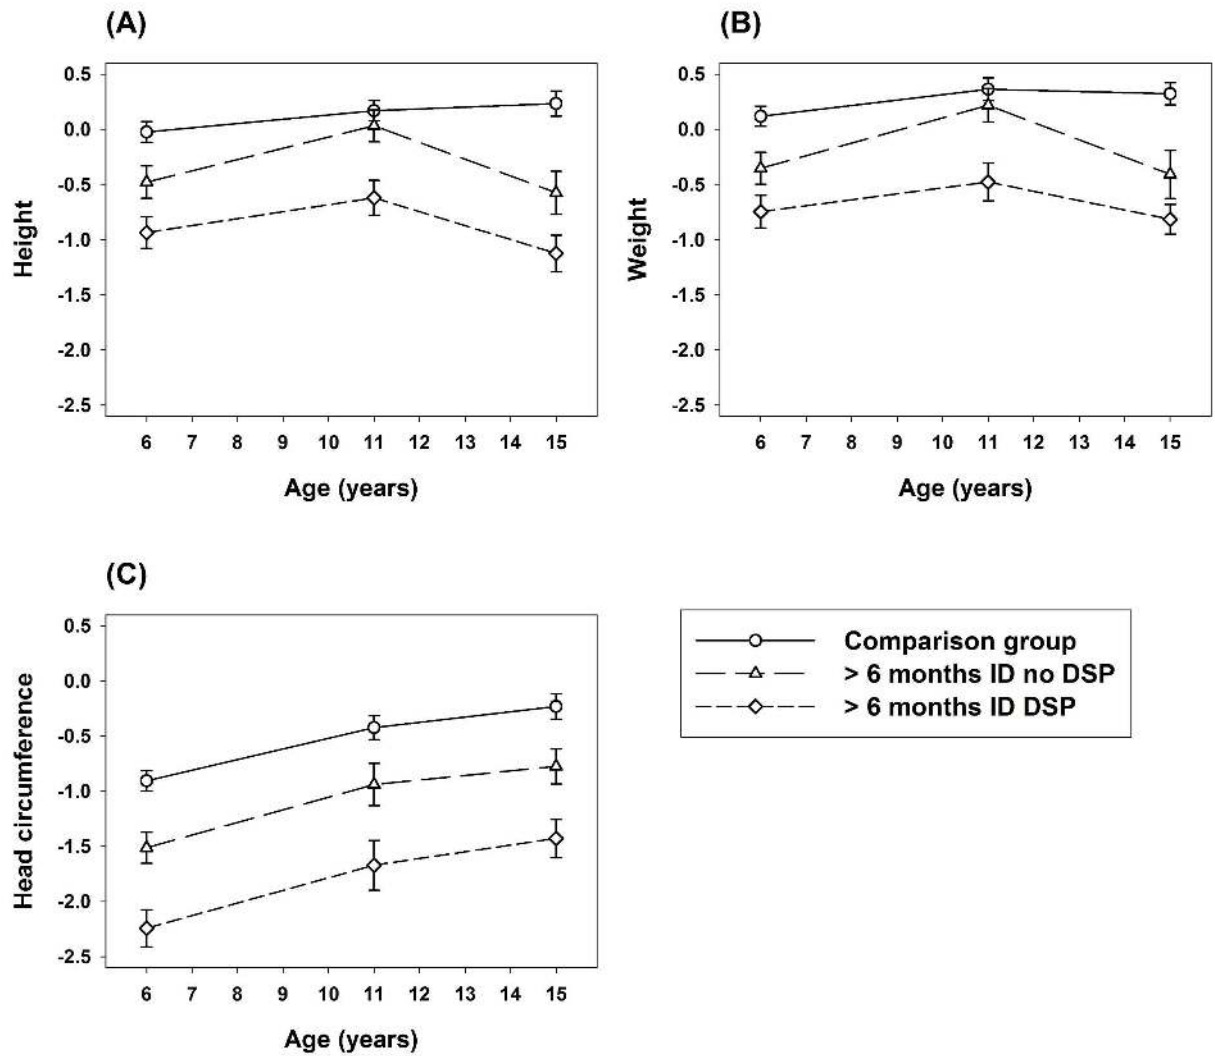 (A)
0.5
0.0
-0.5
-1.0
-1.5
-2.0
-2.5
Height
6 7 8 9 10 11 12 13 14 15
Age (years)
(B)
0.5
0.0
-0.5
-1.0
-1.5
-2.0
-2.5
Weight
6 7 8 9 10 11 12 13 14 15
Age (years)
(C)
0.5
0.0
-0.5
-1.0
-1.5
-2.0
-2.5
Head circumference
6 7 8 9 10 11 12 13 14 15
Age (years)
Comparison group
> 6 months ID no DSP
> 6 months ID DSP